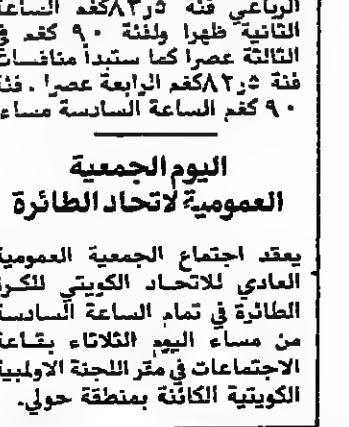 الرباعي فئة ٥ر٨٢كغم الساعة
الثانية ظهرا ولفئة ٩٠ كغم في
الثالثة عصرا كما ستبدأ منافسات
فئة ٥ر٨٢كغم الرابعة عصرا . فئة
٩٠ كغم الساعة السادسة مساء
اليوم الجمعية
العمومية لاتحاد الطائرة
يعقد اجتماع الجمعية العمومية
العادي للاتحاد الكويتي للكرة
الطائرة في تمام الساعة السادسة
من مساء اليوم الثلاثاء بقاعة
الاجتماعات في مقر اللجنة الاولمبية
الكويتية الكائنة بمنطقة حولي.